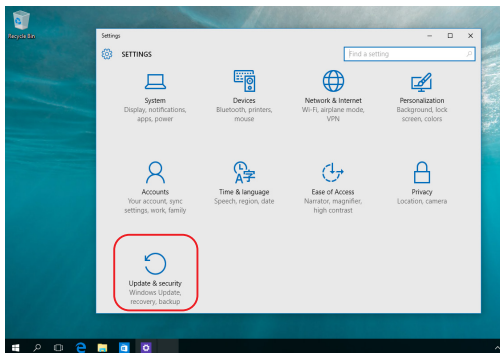 Recycle Bin
Settings
SETTINGS
Find a setting
System
Display, notifications,
apps, power
Devices
Bluetooth, printers,
mouse
Network & Internet
Wi-Fi, airplane mode,
VPN
Personalization
Background, lock
screen, colors
Accounts
Your account, sync
settings, work, family
Time & language
Speech, region, date
Ease of Access
Narrator, magnifier,
high contrast
Privacy
Location, camera
Update & security
Windows Update,
recovery, backup